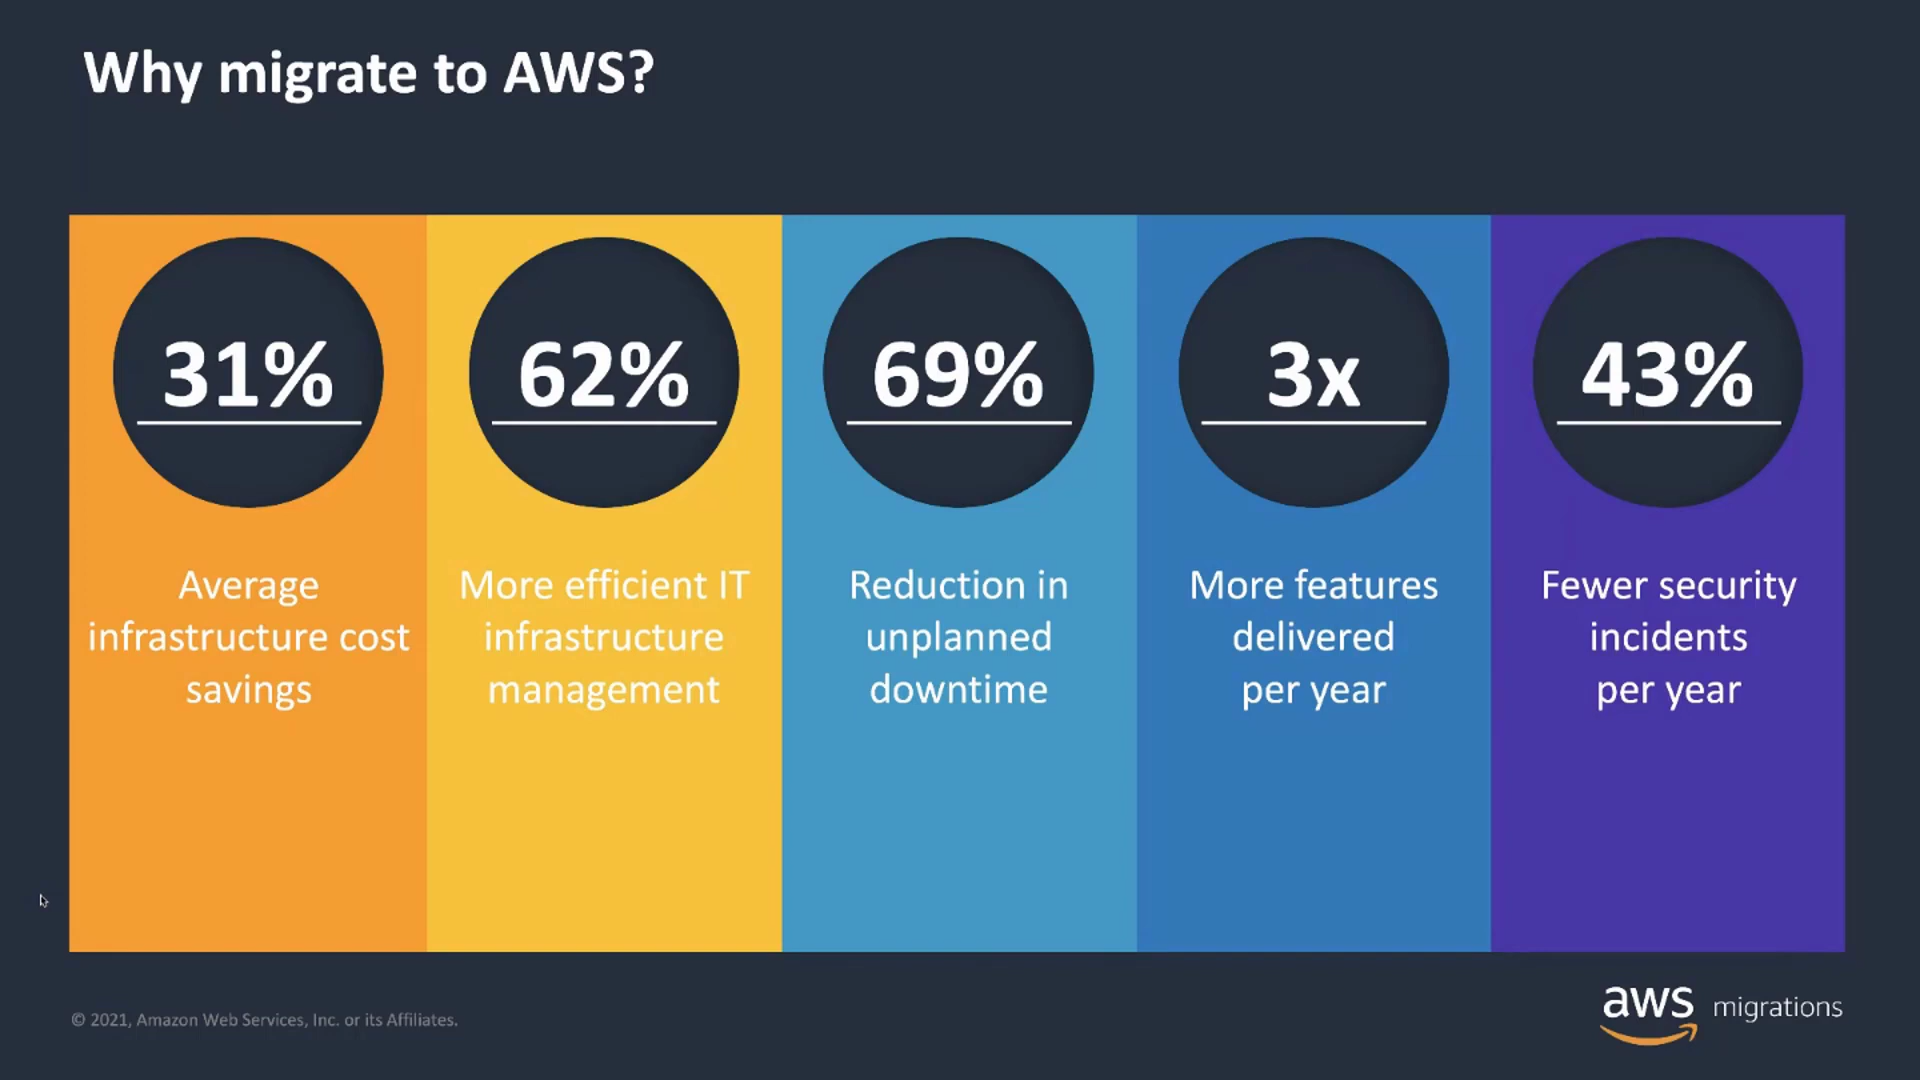 Why migrate to AWS?
31%
Average
infrastructure cost
savings
62%
More efficient IT
infrastructure
management
69%
Reduction in
unplanned
downtime
3x
More features
delivered
per year
43%
Fewer security
incidents
per year
© 2021, Amazon Web Services, Inc. or its Affiliates.
aws migrations